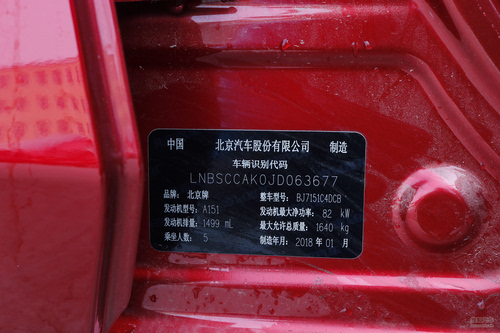 中国 北京汽车股份有限公司 制造
车辆识别代码
LNBSCCAK0JD063677
品牌：北京牌 整车型号：BJ7151C4DCB
发动机型号：A151 发动机最大净功率：82 kW
发动机排量：1499 mL 最大允许总质量：1640 kg
乘坐人数：5 制造年月：2018 年 01 月